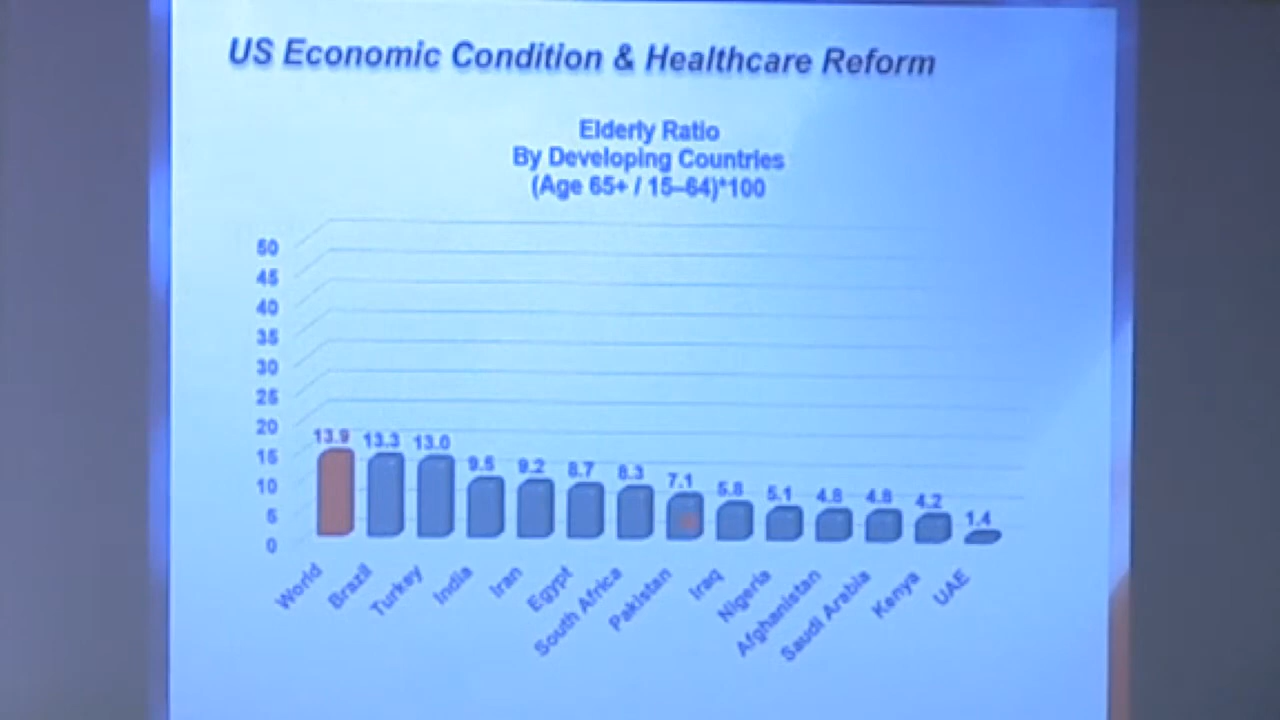 US Economic Condition & Healthcare Reform
Elderly Ratio
By Developing Countries
(Age 65+ / 15–64)*100
50
45
40
35
30
25
20
15
10
5
0
13.9
13.3
13.0
9.5
9.2
8.7
8.3
7.1
5.8
5.1
4.8
4.8
4.2
1.4
World
Brazil
Turkey
India
Iran
Egypt
South Africa
Pakistan
Iraq
Nigeria
Afghanistan
Saudi Arabia
Kenya
UAE